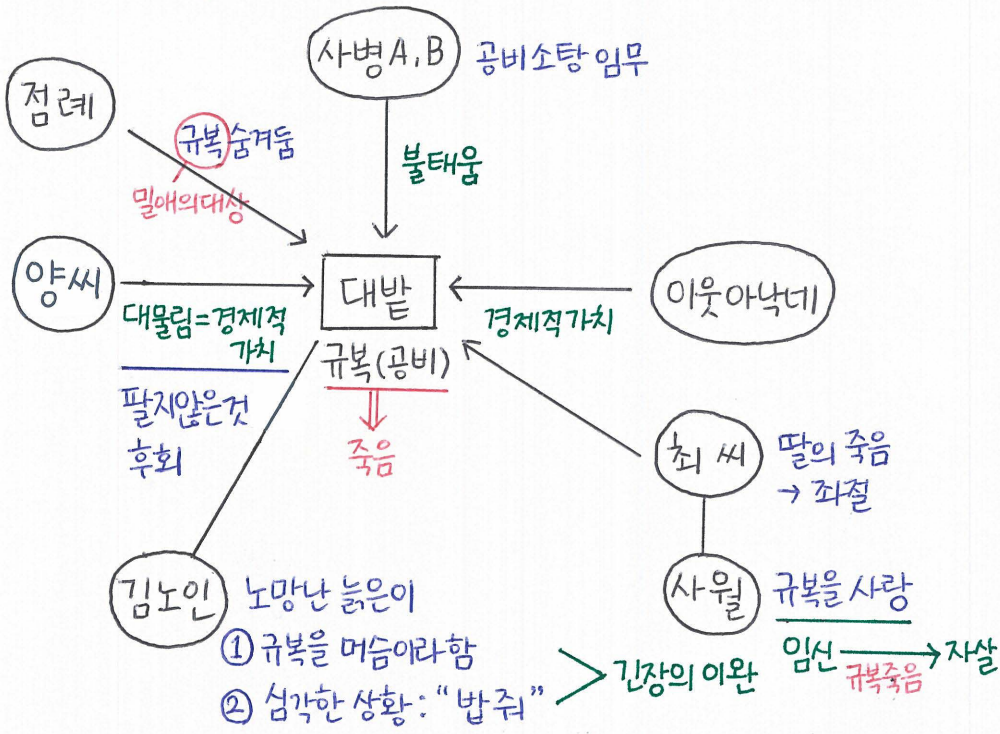 사병A, B
공비소탕 임무
점례
규복 숨겨둠
밀애의대상
불태움
양씨
대밭
이웃아낙네
대물림=경제적
가치
경제적가치
규복(공비)
팔지않은것
후회
죽음
최 씨
딸의 죽음
→ 좌절
김노인
노망난 늙은이
① 규복을 머슴이라함
② 심각한 상황 : "밥 줘"
긴장의 이완
사월
규복을 사랑
임신
자살
규복죽음